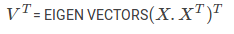 V^T = EIGEN VECTORS(X.X^T)^T